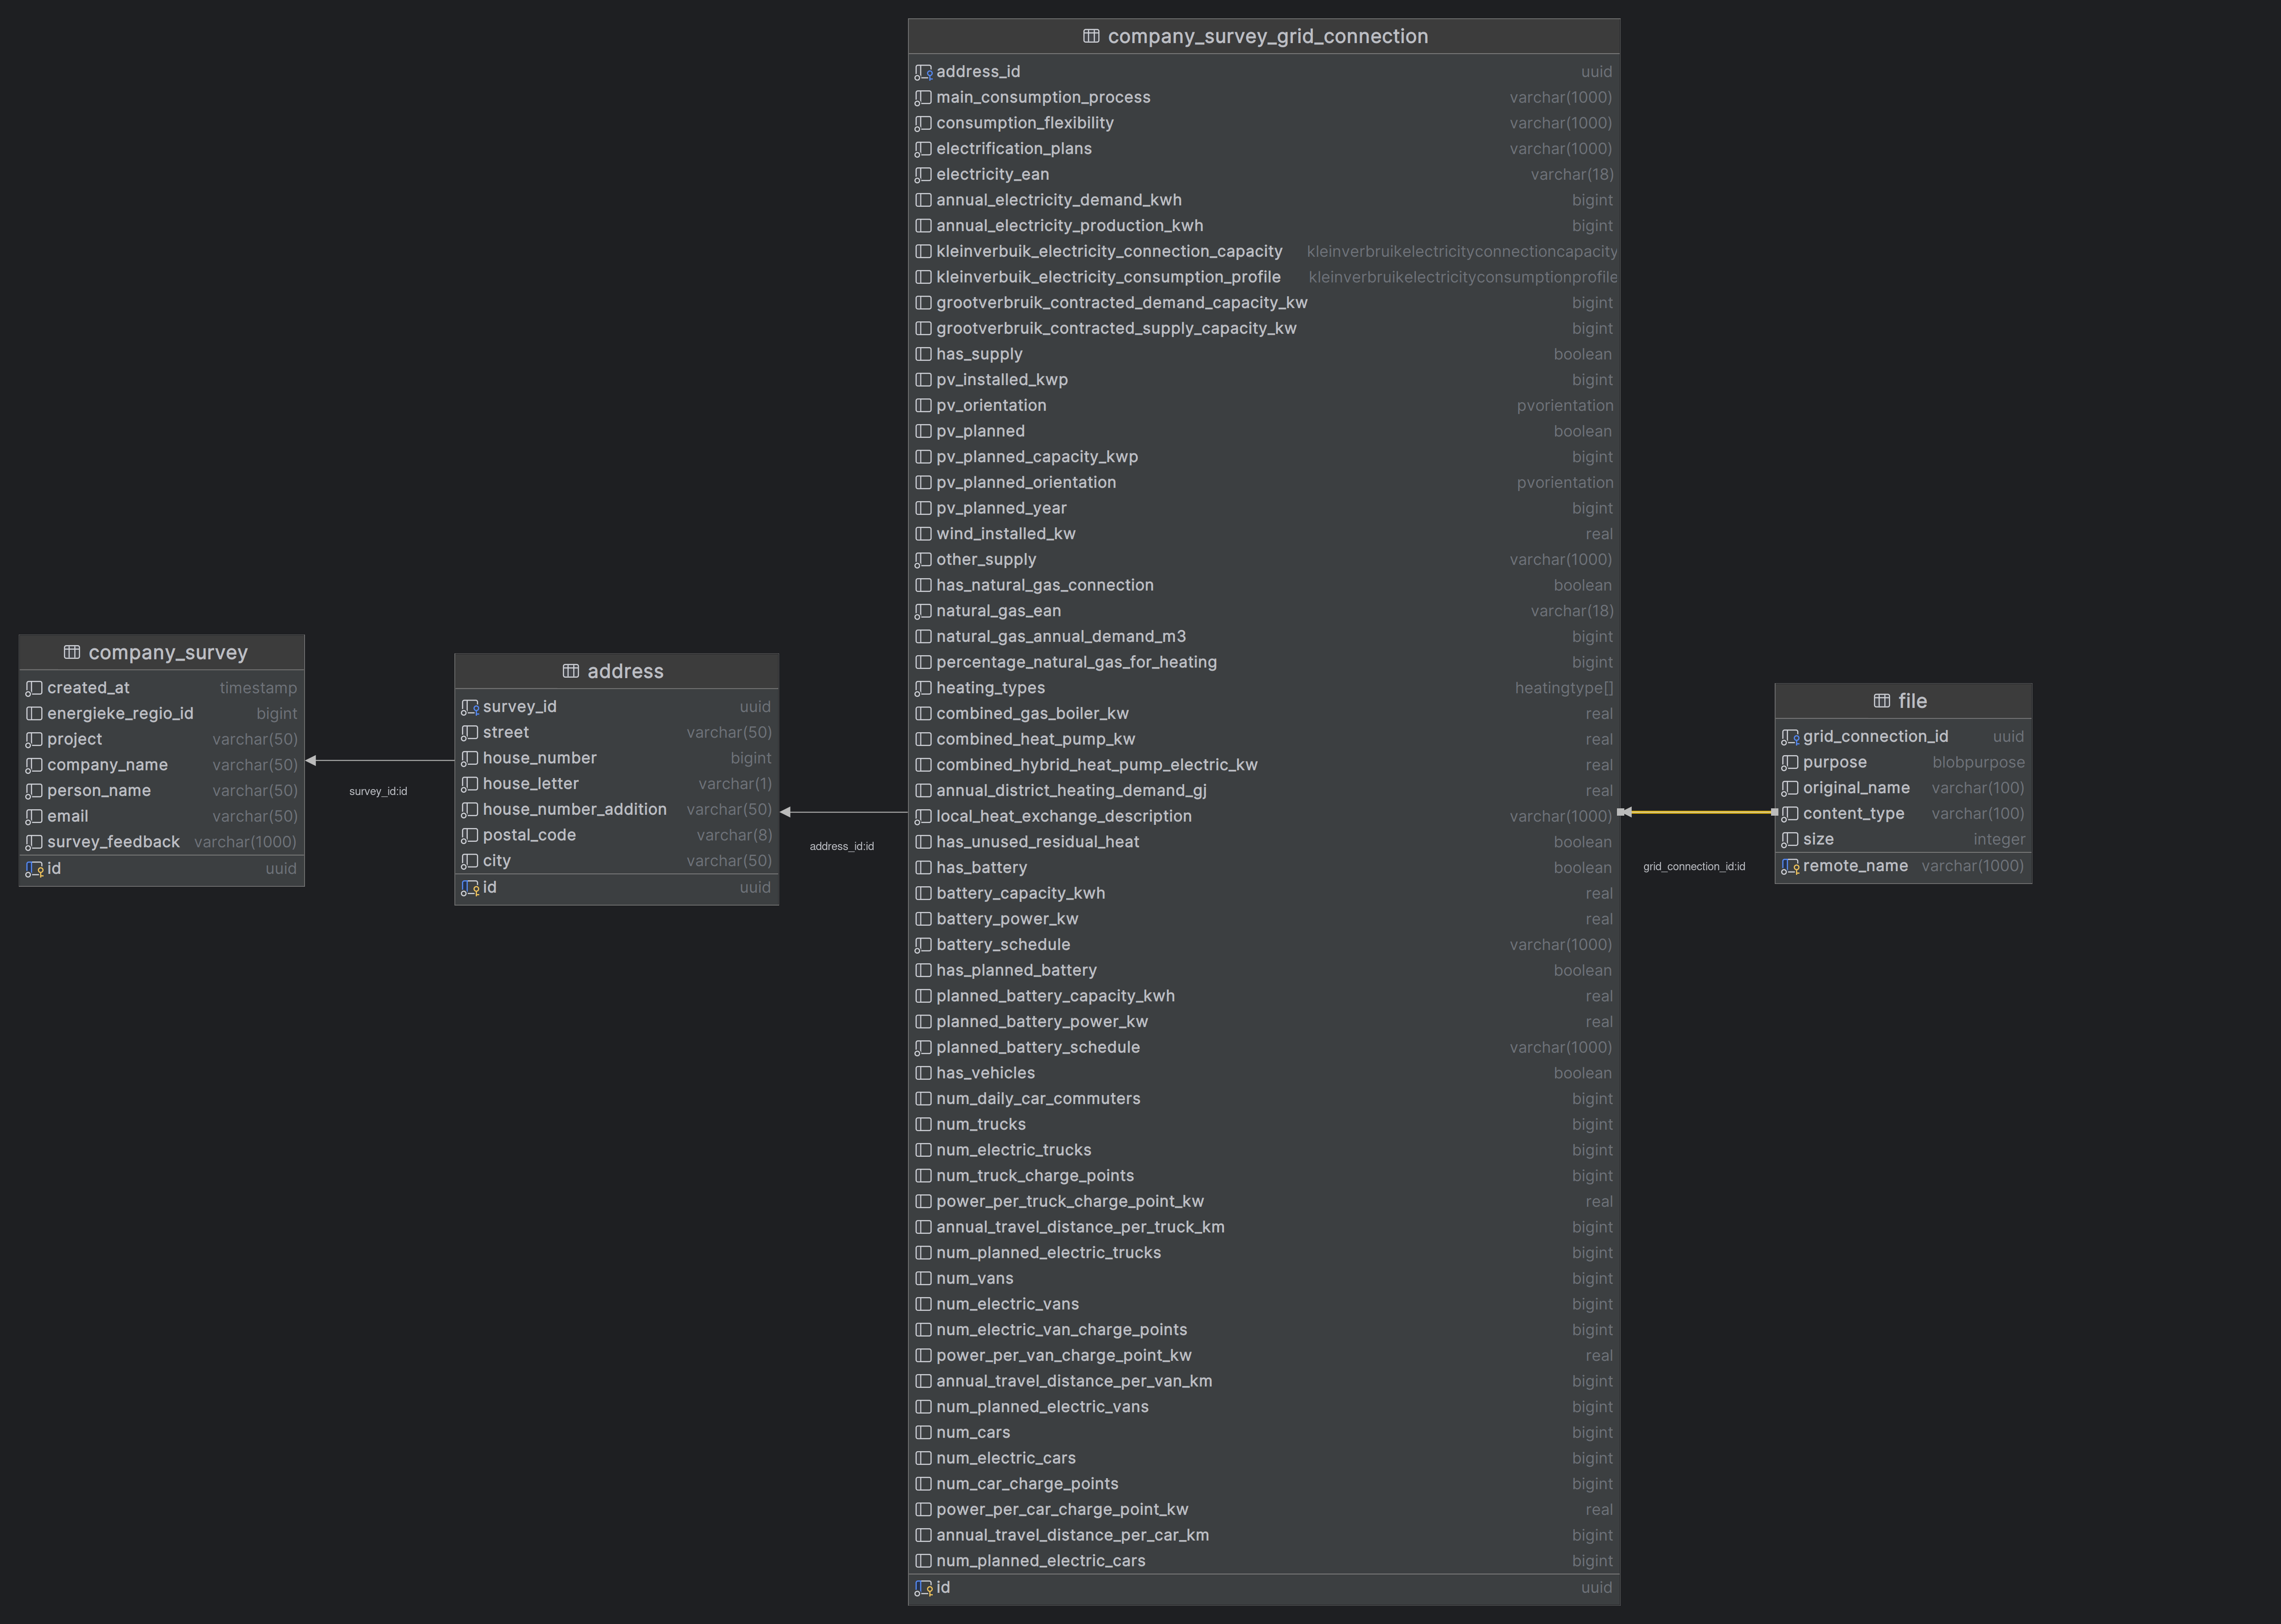 company_survey
created_at timestamp
energieke_regio_id bigint
project varchar(50)
company_name varchar(50)
person_name varchar(50)
email varchar(50)
survey_feedback varchar(1000)
id uuid
survey_id:id
address
survey_id uuid
street varchar(50)
house_number bigint
house_letter varchar(1)
house_number_addition varchar(50)
postal_code varchar(8)
city varchar(50)
id uuid
address_id:id
company_survey_grid_connection
address_id uuid
main_consumption_process varchar(1000)
consumption_flexibility varchar(1000)
electrification_plans varchar(1000)
electricity_ean varchar(18)
annual_electricity_demand_kwh bigint
annual_electricity_production_kwh bigint
kleinverbuik_electricity_connection_capacity kleinverbruikelectricityconnectioncapacity
kleinverbuik_electricity_consumption_profile kleinverbruikelectricityconsumptionprofile
grootverbruik_contracted_demand_capacity_kw bigint
grootverbruik_contracted_supply_capacity_kw bigint
has_supply boolean
pv_installed_kwp bigint
pv_orientation pvorientation
pv_planned boolean
pv_planned_capacity_kwp bigint
pv_planned_orientation pvorientation
pv_planned_year bigint
wind_installed_kw real
other_supply varchar(1000)
has_natural_gas_connection boolean
natural_gas_ean varchar(18)
natural_gas_annual_demand_m3 bigint
percentage_natural_gas_for_heating bigint
heating_types heatingtype[]
combined_gas_boiler_kw real
combined_heat_pump_kw real
combined_hybrid_heat_pump_electric_kw real
annual_district_heating_demand_gj real
local_heat_exchange_description varchar(1000)
has_unused_residual_heat boolean
has_battery boolean
battery_capacity_kwh real
battery_power_kw real
battery_schedule varchar(1000)
has_planned_battery boolean
planned_battery_capacity_kwh real
planned_battery_power_kw real
planned_battery_schedule varchar(1000)
has_vehicles boolean
num_daily_car_commuters bigint
num_trucks bigint
num_electric_trucks bigint
num_truck_charge_points bigint
power_per_truck_charge_point_kw real
annual_travel_distance_per_truck_km bigint
num_planned_electric_trucks bigint
num_vans bigint
num_electric_vans bigint
num_electric_van_charge_points bigint
power_per_van_charge_point_kw real
annual_travel_distance_per_van_km bigint
num_planned_electric_vans bigint
num_cars bigint
num_electric_cars bigint
num_car_charge_points bigint
power_per_car_charge_point_kw real
annual_travel_distance_per_car_km bigint
num_planned_electric_cars bigint
id uuid
grid_connection_id:id
file
grid_connection_id uuid
purpose blobpurpose
original_name varchar(100)
content_type varchar(100)
size integer
remote_name varchar(1000)